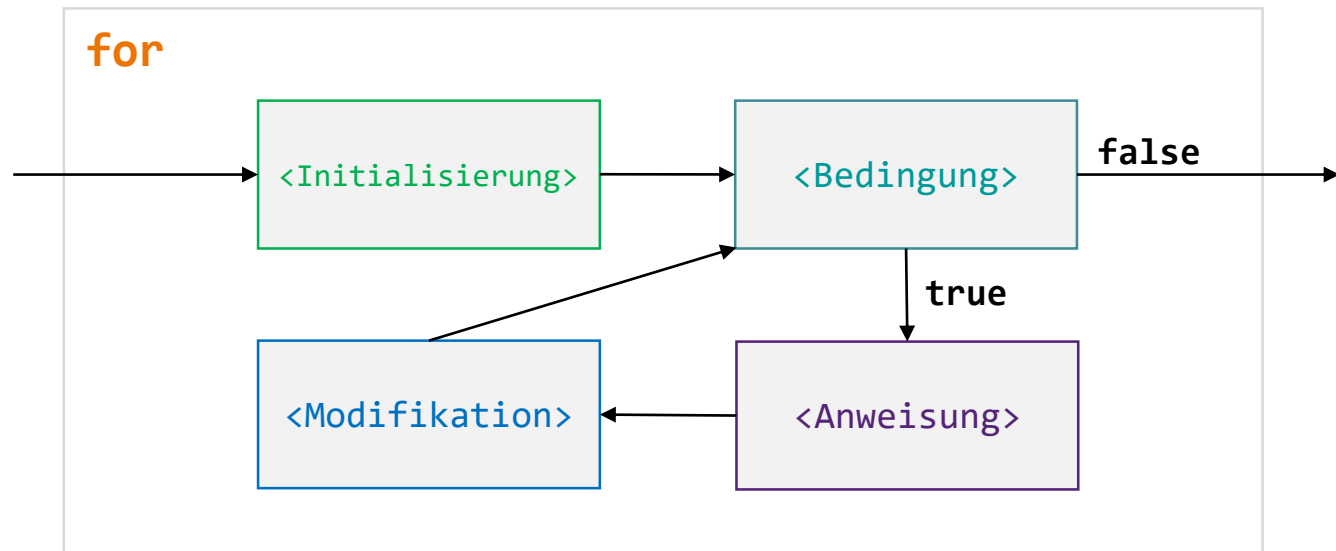 for
<Initialisierung>
<Bedingung>
false
true
<Modifikation>
<Anweisung>